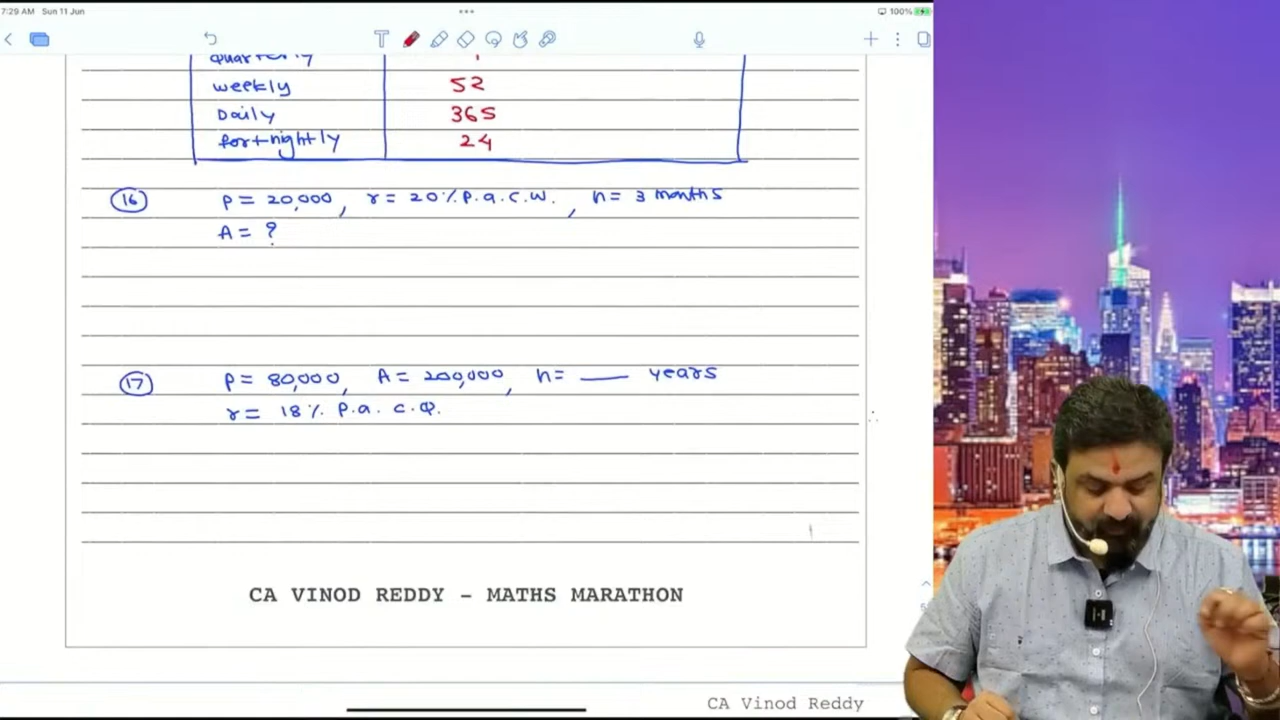 7:29 AM Sun 11 Jun
100%
quarterly
weekly 52
Daily 365
fortnightly 24
16 P = 20,000, r = 20% P.a.c.w., n = 3 months
A = ?
17 P = 80,000, A = 200,000, n = ___ years
r = 18% P.a. c.Q.
CA VINOD REDDY - MATHS MARATHON
CA Vinod Reddy